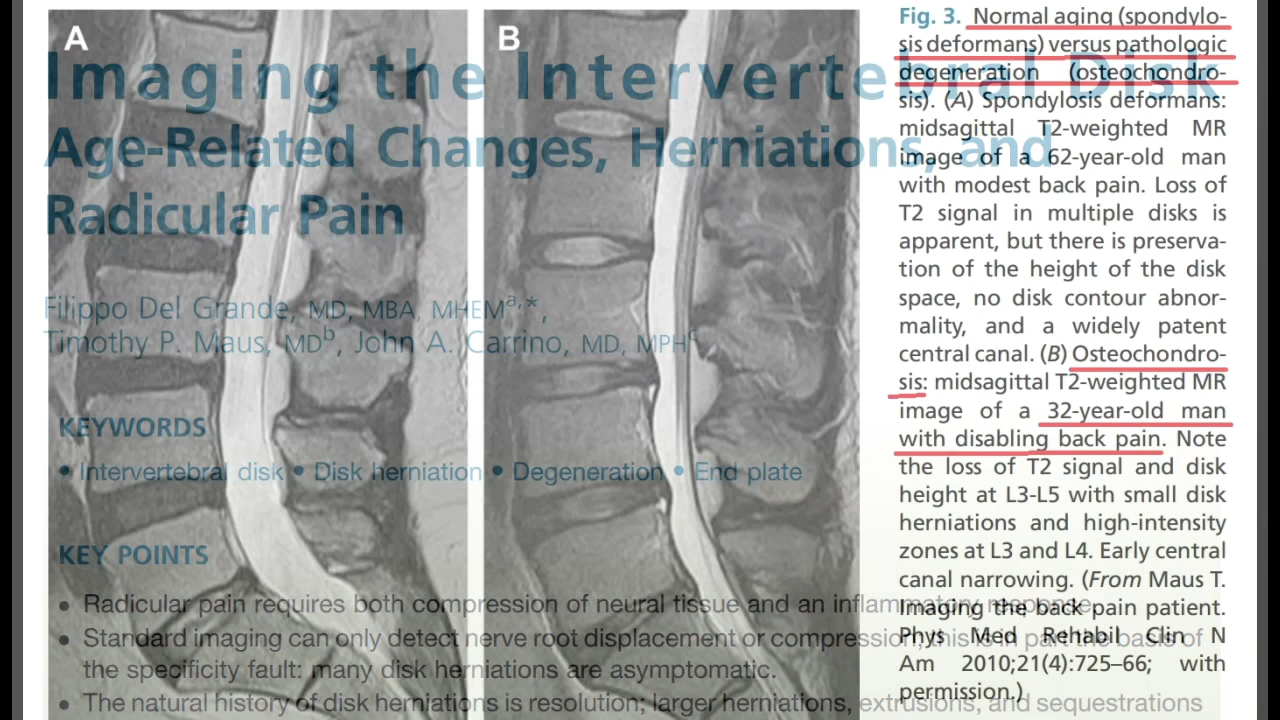 A
B
Imaging the Intervertebral Disk
Age-Related Changes, Herniations, and
Radicular Pain
Filippo Del Grande, MD, MBA, MHEMa,*,
Timothy P. Maus, MDb, John A. Carrino, MD, MPHc
KEYWORDS
• Intervertebral disk • Disk herniation • Degeneration • End plate
KEY POINTS
• Radicular pain requires both compression of neural tissue and an inflammatory response.
• Standard imaging can only detect nerve root displacement or compression; this is in part the basis of
the specificity fault: many disk herniations are asymptomatic.
• The natural history of disk herniations is resolution; larger herniations, extrusions, and sequestrations
Fig. 3. Normal aging (spondylo-
sis deformans) versus pathologic
degeneration (osteochondro-
sis). (A) Spondylosis deformans:
midsagittal T2-weighted MR
image of a 62-year-old man
with modest back pain. Loss of
T2 signal in multiple disks is
apparent, but there is preserva-
tion of the height of the disk
space, no disk contour abnor-
mality, and a widely patent
central canal. (B) Osteochondro-
sis: midsagittal T2-weighted MR
image of a 32-year-old man
with disabling back pain. Note
the loss of T2 signal and disk
height at L3-L5 with small disk
herniations and high-intensity
zones at L3 and L4. Early central
canal narrowing. (From Maus T.
Imaging the back pain patient.
Phys Med Rehabil Clin N
Am 2010;21(4):725–66; with
permission.)